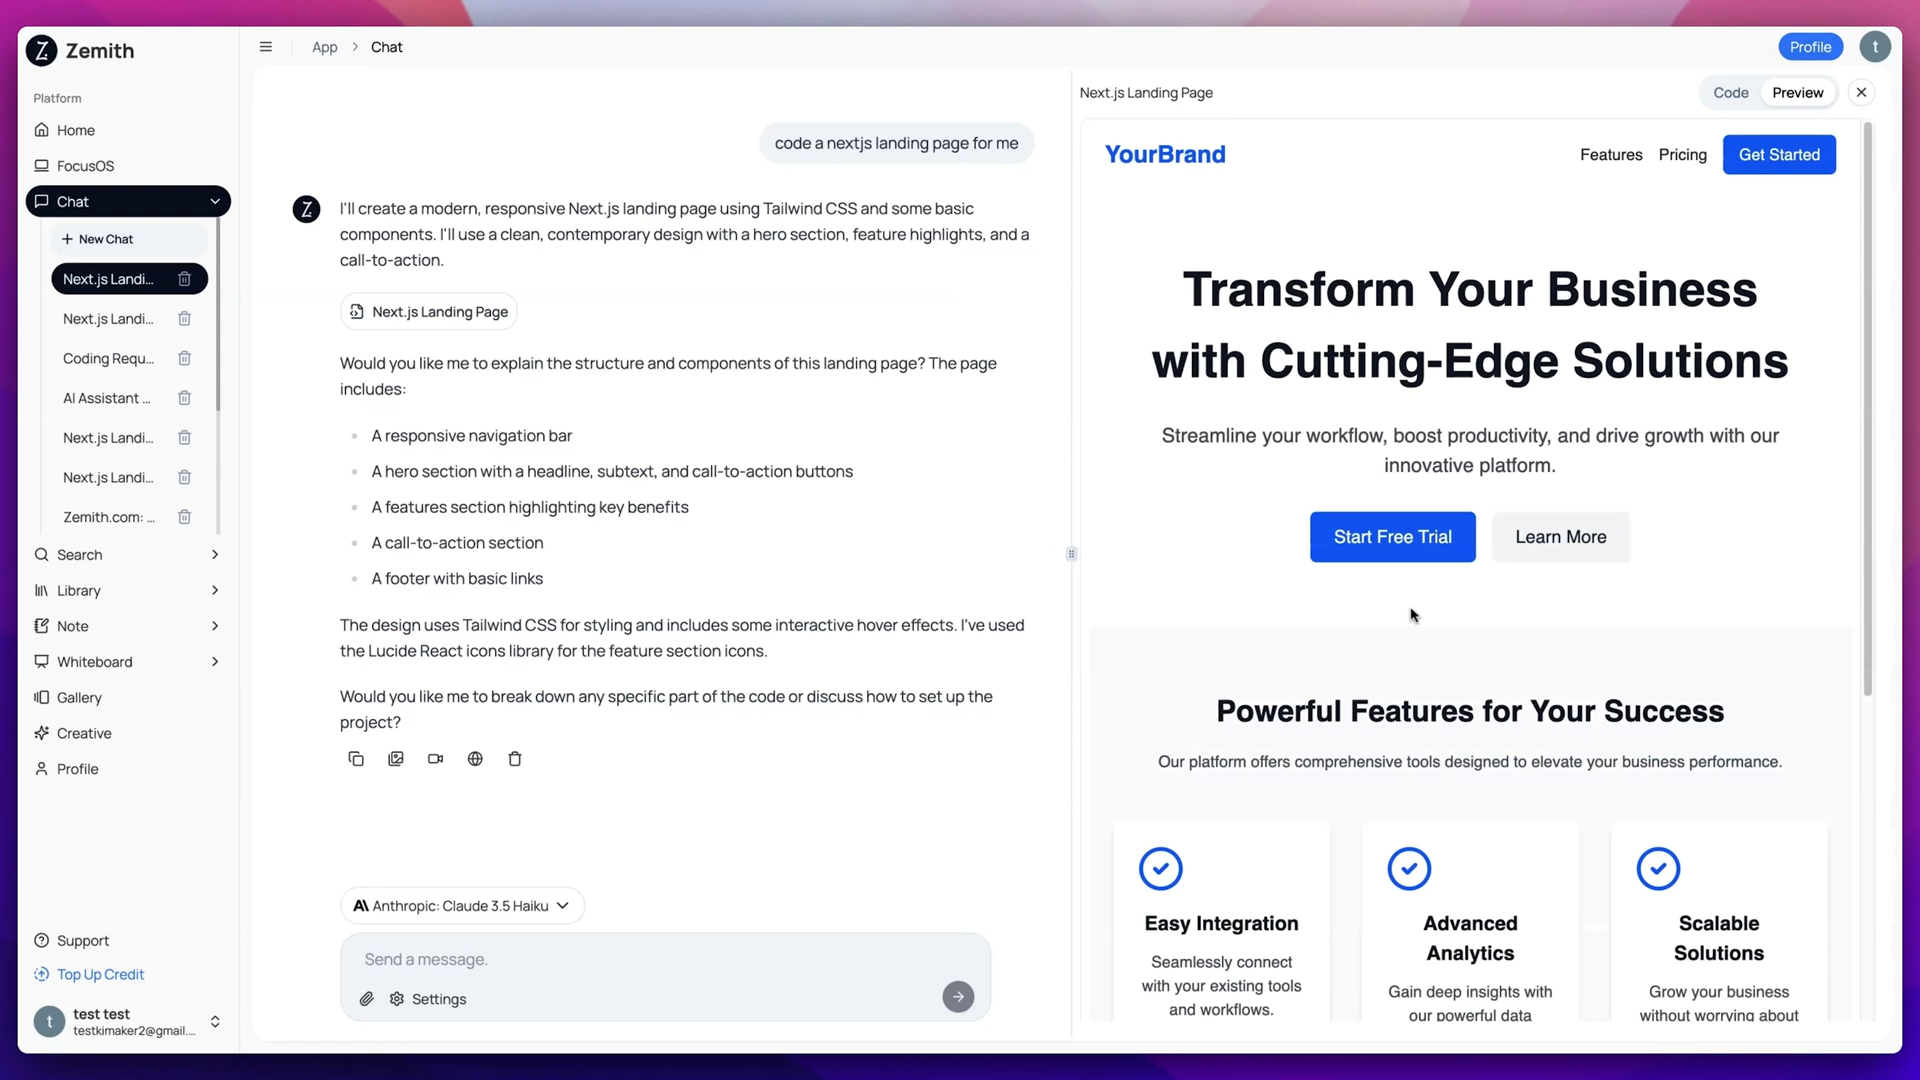 Zemith
Platform
Home
FocusOS
Chat
New Chat
Next.js Landi...
Next.js Landi...
Coding Requ...
AI Assistant ...
Next.js Landi...
Next.js Landi...
Zemith.com: ...
Search
Library
Note
Whiteboard
Gallery
Creative
Profile
Support
Top Up Credit
t
test test
testkimaker2@gmail....
App > Chat
Profile
t
code a nextjs landing page for me
I'll create a modern, responsive Next.js landing page using Tailwind CSS and some basic
components. I'll use a clean, contemporary design with a hero section, feature highlights, and a
call-to-action.
Next.js Landing Page
Would you like me to explain the structure and components of this landing page? The page
includes:
A responsive navigation bar
A hero section with a headline, subtext, and call-to-action buttons
A features section highlighting key benefits
A call-to-action section
A footer with basic links
The design uses Tailwind CSS for styling and includes some interactive hover effects. I've used
the Lucide React icons library for the feature section icons.
Would you like me to break down any specific part of the code or discuss how to set up the
project?
Anthropic: Claude 3.5 Haiku
Send a message.
Settings
Next.js Landing Page
Code Preview
YourBrand
Features Pricing Get Started
Transform Your Business
with Cutting-Edge Solutions
Streamline your workflow, boost productivity, and drive growth with our
innovative platform.
Start Free Trial Learn More
Powerful Features for Your Success
Our platform offers comprehensive tools designed to elevate your business performance.
Easy Integration
Seamlessly connect
with your existing tools
and workflows.
Advanced
Analytics
Gain deep insights with
our powerful data
Scalable
Solutions
Grow your business
without worrying about